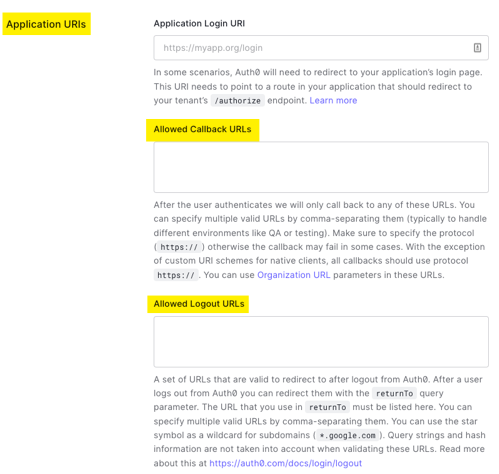 Application URIs
Application Login URI
https://myapp.org/login
In some scenarios, Auth0 will need to redirect to your application's login page.
This URI needs to point to a route in your application that should redirect to
your tenant's /authorize endpoint. Learn more
Allowed Callback URLs
After the user authenticates we will only call back to any of these URLs. You
can specify multiple valid URLs by comma-separating them (typically to handle
different environments like QA or testing). Make sure to specify the protocol
( https:// ) otherwise the callback may fail in some cases. With the exception
of custom URI schemes for native clients, all callbacks should use protocol
https:// . You can use Organization URL parameters in these URLs.
Allowed Logout URLs
A set of URLs that are valid to redirect to after logout from Auth0. After a user
logs out from Auth0 you can redirect them with the returnTo query
parameter. The URL that you use in returnTo must be listed here. You can
specify multiple valid URLs by comma-separating them. You can use the star
symbol as a wildcard for subdomains ( *.google.com ). Query strings and hash
information are not taken into account when validating these URLs. Read more
about this at https://auth0.com/docs/login/logout